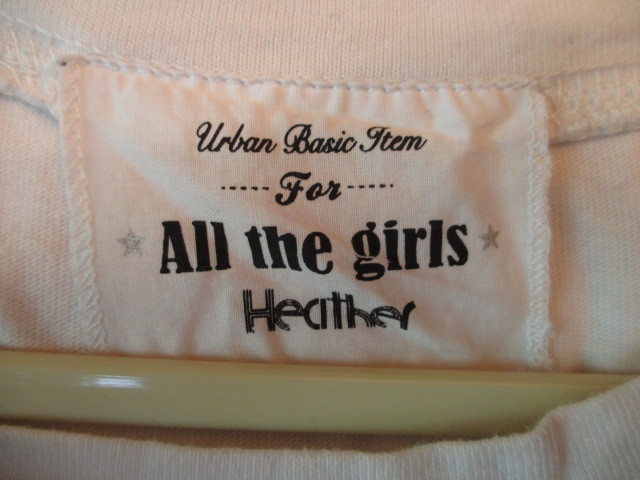 Urban Basic Item
For
All the girls
Heather